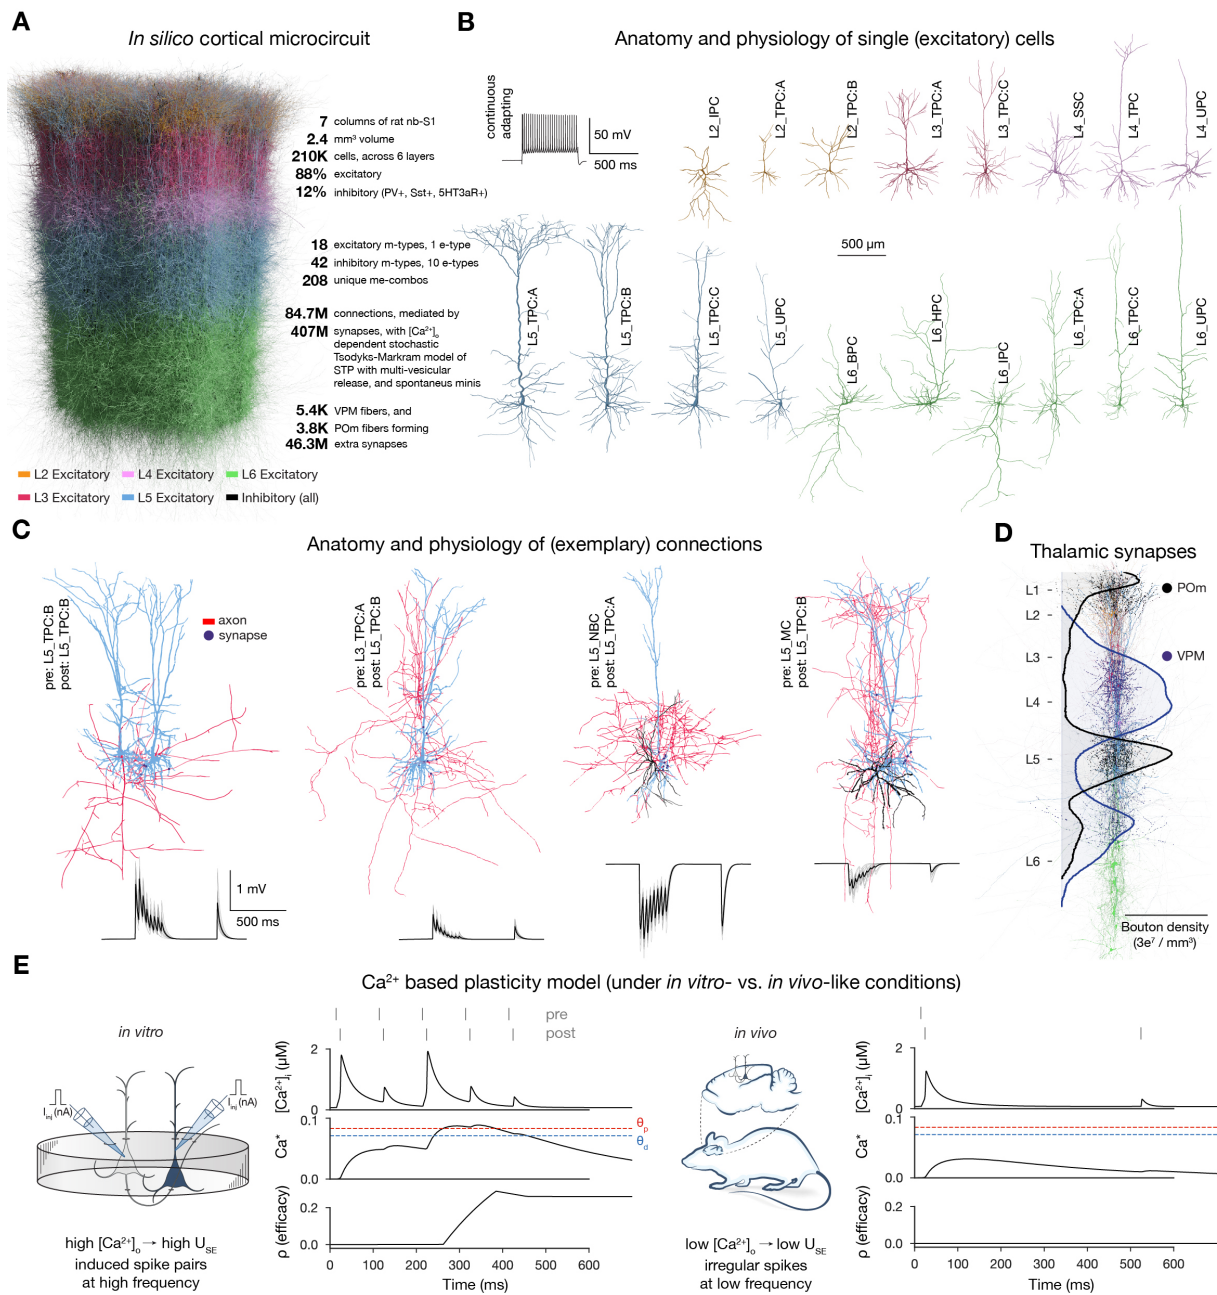 A
In silico cortical microcircuit
7 columns of rat nb-S1
2.4 mm³ volume
210K cells, across 6 layers
88% excitatory
12% inhibitory (PV+, Sst+, 5HT3aR+)
18 excitatory m-types, 1 e-type
42 inhibitory m-types, 10 e-types
208 unique me-combos
84.7M connections, mediated by
407M synapses, with [Ca²⁺]ₒ
dependent stochastic
Tsodyks-Markram model of
STP with multi-vesicular
release, and spontaneus minis
5.4K VPM fibers, and
3.8K POm fibers forming
46.3M extra synapses
L2 Excitatory L4 Excitatory L6 Excitatory
L3 Excitatory L5 Excitatory Inhibitory (all)
B
Anatomy and physiology of single (excitatory) cells
continuous
adapting
50 mV
500 ms
L2_IPC
L2_TPC:A
L2_TPC:B
L3_TPC:A
L3_TPC:C
L4_SSC
L4_TPC
L4_UPC
500 µm
L5_TPC:A
L5_TPC:B
L5_TPC:C
L5_UPC
L6_BPC
L6_HPC
L6_IPC
L6_TPC:A
L6_TPC:C
L6_UPC
C
Anatomy and physiology of (exemplary) connections
pre: L5_TPC:B
post: L5_TPC:B
axon
synapse
pre: L3_TPC:A
post: L5_TPC:B
pre: L5_NBC
post: L5_TPC:A
pre: L5_MC
post: L5_TPC:B
1 mV
500 ms
D
Thalamic synapses
L1
L2
L3
L4
L5
L6
POm
VPM
Bouton density
(3e⁷ / mm³)
E
Ca²⁺ based plasticity model (under in vitro- vs. in vivo-like conditions)
in vitro
I_inj (nA)
I_inj (nA)
high [Ca²⁺]ₒ → high U_SE
induced spike pairs
at high frequency
pre
post
[Ca²⁺]ᵢ (µM)
2
0
Ca*
0.1
0.0
θ_p
θ_d
ρ (efficacy)
0.2
0.0
0 100 200 300 400 500 600
Time (ms)
in vivo
low [Ca²⁺]ₒ → low U_SE
irregular spikes
at low frequency
[Ca²⁺]ᵢ (µM)
2
0
Ca*
0.1
0.0
ρ (efficacy)
0.2
0.0
0 100 200 300 400 500 600
Time (ms)